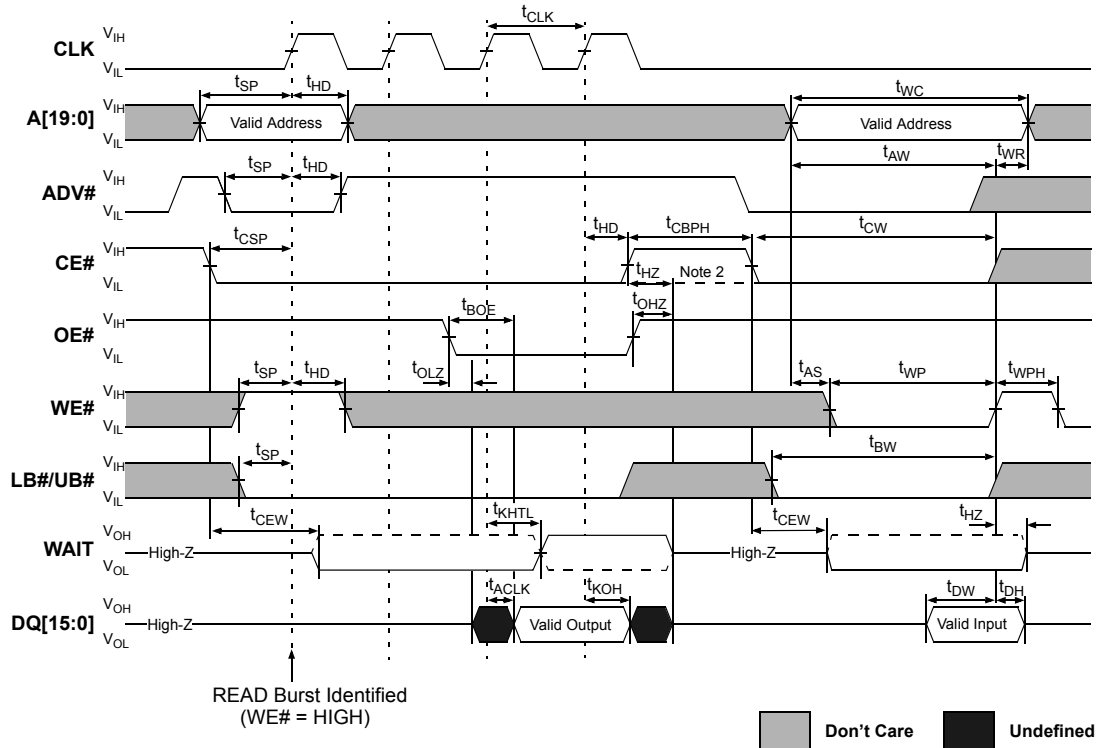 tCLK
CLK VIH
VIL
tSP tHD tWC
A[19:0] VIH
VIL
Valid Address Valid Address
tAW tWR
tSP tHD
ADV# VIH
VIL
tHD tCBPH tCW
tCSP
CE# VIH
VIL
tHZ Note 2
tBOE tOHZ
OE# VIH
VIL
tOLZ
tSP tHD tAS tWP tWPH
WE# VIH
VIL
tSP tBW
LB#/UB# VIH
VIL
tCEW tKHTL tCEW tHZ
WAIT VOH
VOL
High-Z High-Z
tACLK tKOH tDW tDH
DQ[15:0] VOH
VOL
High-Z Valid Output Valid Input
READ Burst Identified
(WE# = HIGH)
Don't Care Undefined